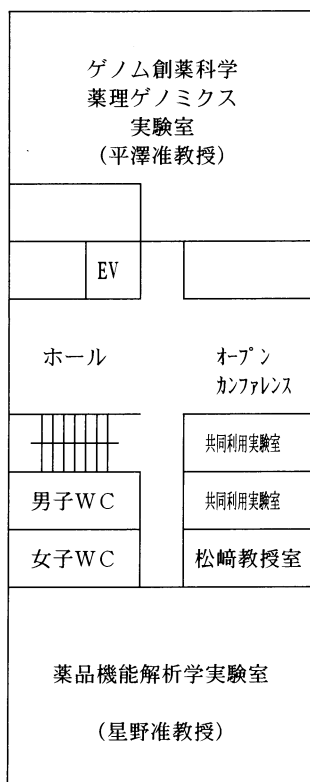 ゲノム創薬科学
薬理ゲノミクス
実験室
(平澤准教授)
EV
ホール
オープン
カンファレンス
共同利用実験室
男子WC
共同利用実験室
女子WC
松﨑教授室
薬品機能解析学実験室
(星野准教授)